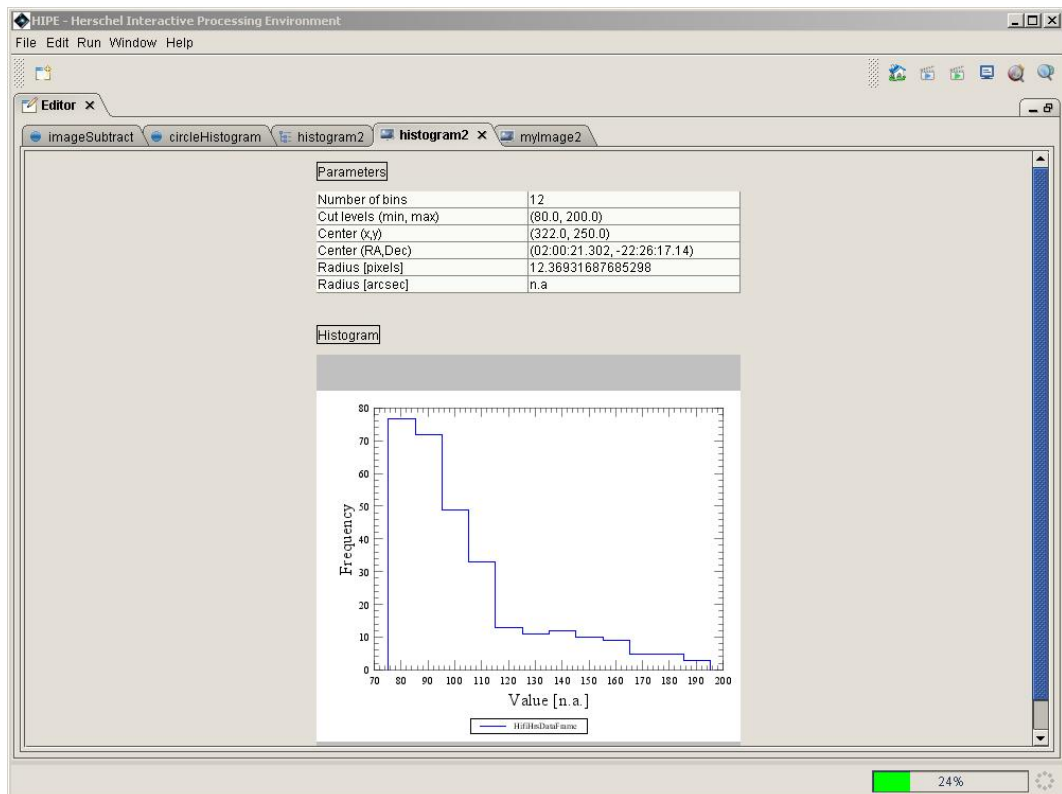 HIPE - Herschel Interactive Processing Environment
File Edit Run Window Help
Editor
imageSubtract circleHistogram histogram2 histogram2 myImage2
Parameters
Number of bins 12
Cut levels (min, max) (80.0, 200.0)
Center (x,y) (322.0, 250.0)
Center (RA,Dec) (02:00:21.302, -22:26:17.14)
Radius [pixels] 12.36931687685298
Radius [arcsec] n.a
Histogram
80
70
60
50
40
30
20
10
0
Frequency
70 80 90 100 110 120 130 140 150 160 170 180 190 200
Value [n.a.]
HifiHrsDataFrame
24%